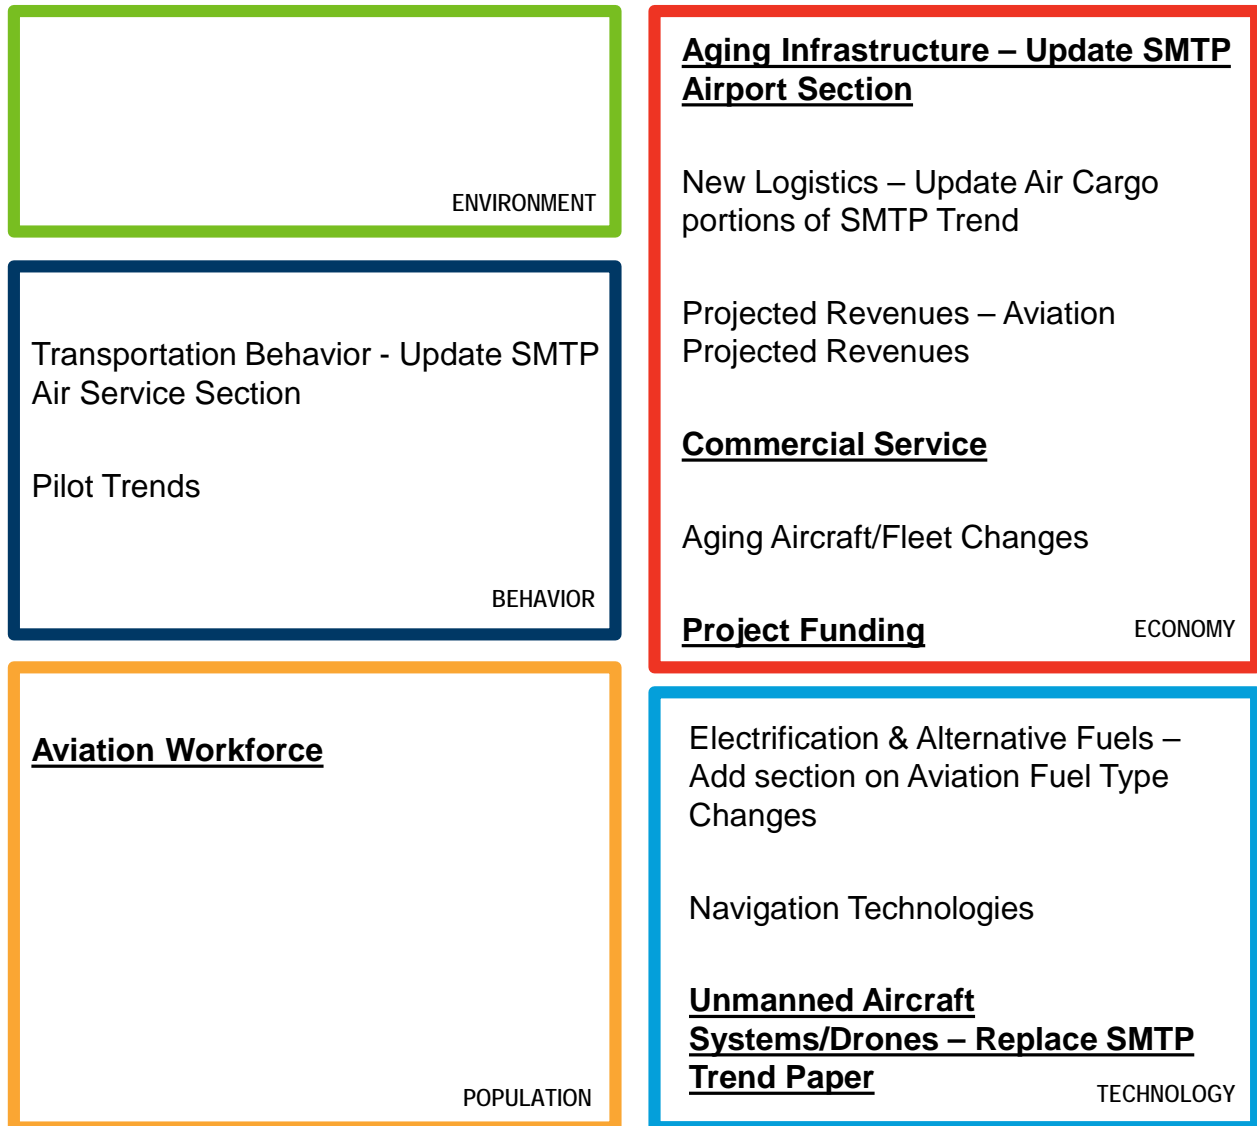 ENVIRONMENT
Transportation Behavior - Update SMTP
Air Service Section
Pilot Trends
BEHAVIOR
Aviation Workforce
POPULATION
Aging Infrastructure – Update SMTP
Airport Section
New Logistics – Update Air Cargo
portions of SMTP Trend
Projected Revenues – Aviation
Projected Revenues
Commercial Service
Aging Aircraft/Fleet Changes
Project Funding
ECONOMY
Electrification & Alternative Fuels –
Add section on Aviation Fuel Type
Changes
Navigation Technologies
Unmanned Aircraft
Systems/Drones – Replace SMTP
Trend Paper
TECHNOLOGY